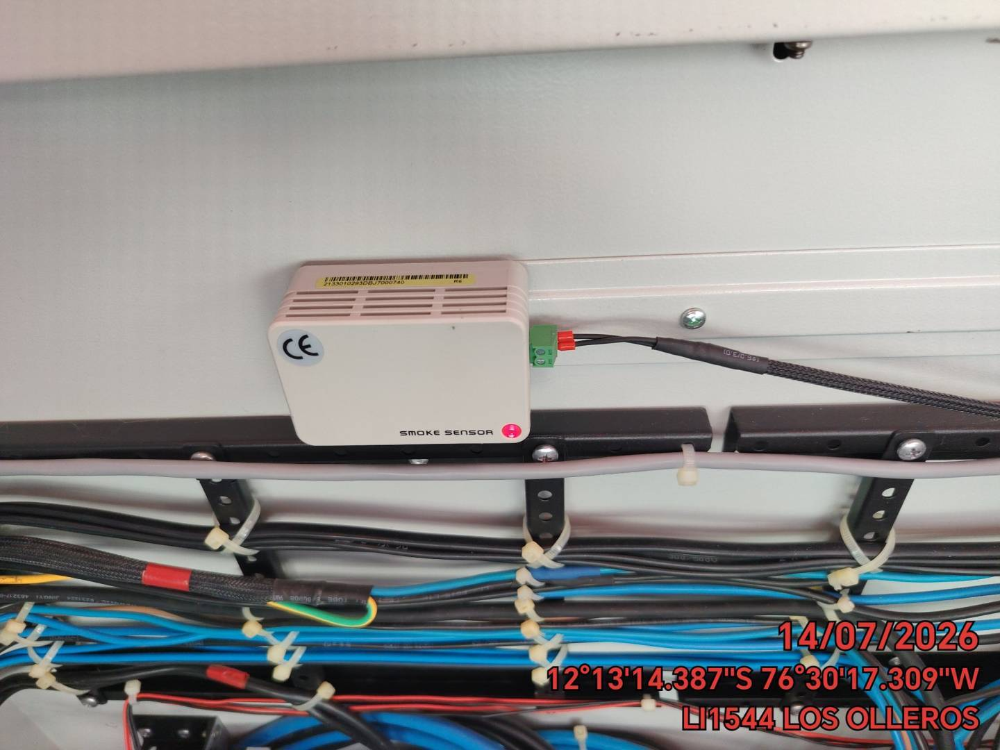 2133010293DBJ7000740 R6
CE
SMOKE SENSOR
14/07/2026
12°13'14.387"S 76°30'17.309"W
LI1544 LOS OLLEROS